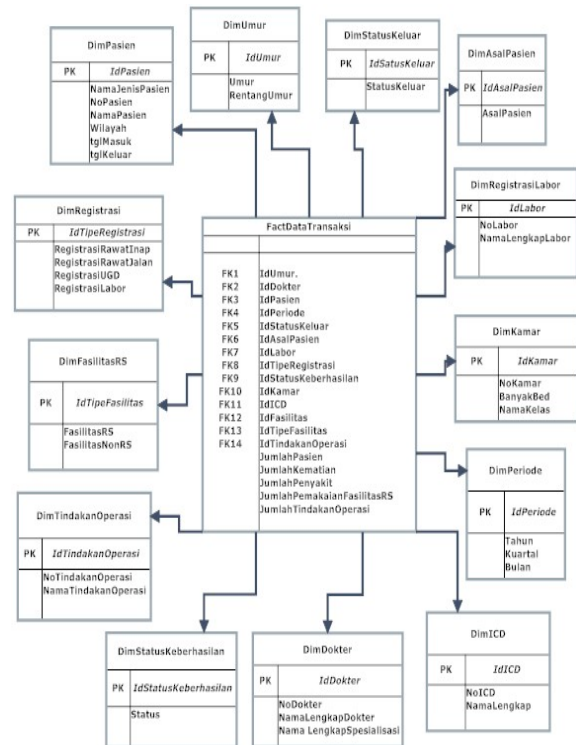 DimPasien
PK IdPasien
NamaJenisPasien
NoPasien
NamaPasien
Wilayah
tglMasuk
tglKeluar
DimUmur
PK IdUmur
Umur
RentangUmur
DimStatusKeluar
PK IdSatusKeluar
StatusKeluar
DimAsalPasien
PK IdAsalPasien
AsalPasien
DimRegistrasi
PK IdTipeRegistrasi
RegistrasiRawatInap
RegistrasiRawatJalan
RegistrasiUGD
RegistrasiLabor
FactDataTransaksi
FK1 IdUmur.
FK2 IdDokter
FK3 IdPasien
FK4 IdPeriode
FK5 IdStatusKeluar
FK6 IdAsalPasien
FK7 IdLabor
FK8 IdTipeRegistrasi
FK9 IdStatusKeberhasilan
FK10 IdKamar
FK11 IdICD
FK12 IdFasilitas
FK13 IdTipeFasilitas
FK14 IdTindakanOperasi
JumlahPasien
JumlahKematian
JumlahPenyakit
JumlahPemakaianFasilitasRS
JumlahTindakanOperasi
DimRegistrasiLabor
PK IdLabor
NoLabor
NamaLengkapLabor
DimFasilitasRS
PK IdTipeFasilitas
FasilitasRS
FasilitasNonRS
DimKamar
PK IdKamar
NoKamar
BanyakBed
NamaKelas
DimPeriode
PK IdPeriode
Tahun
Kuartal
Bulan
DimTindakanOperasi
PK IdTindakanOperasi
NoTindakanOperasi
NamaTindakanOperasi
DimStatusKeberhasilan
PK IdStatusKeberhasilan
Status
DimDokter
PK IdDokter
NoDokter
NamaLengkapDokter
Nama LengkapSpesialisasi
DimICD
PK IdICD
NoICD
NamaLengkap